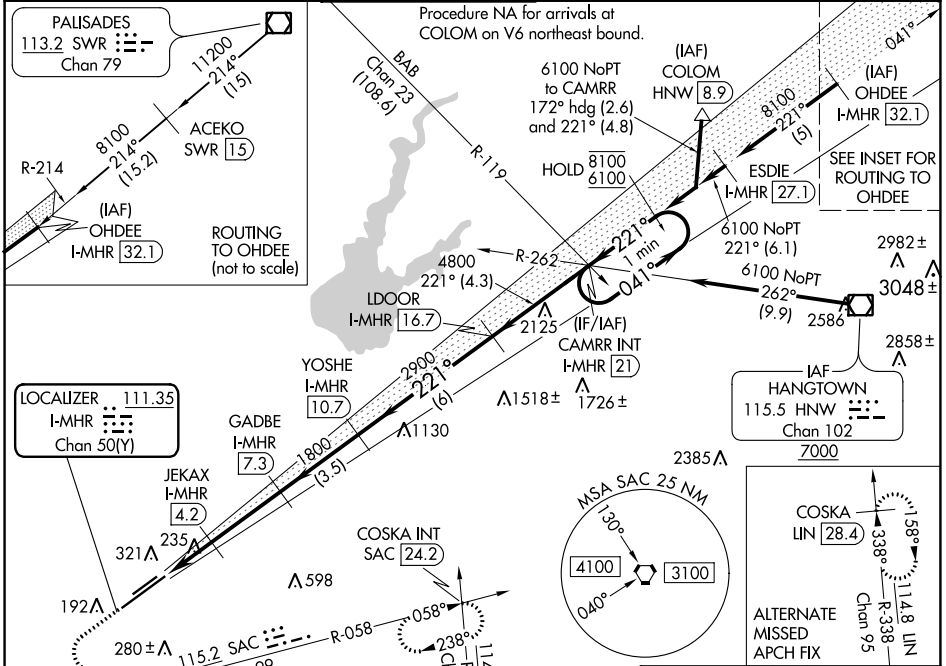 PALISADES
113.2 SWR
Chan 79
11200
214°
(15)
8100
214°
(15.2)
ACEKO
SWR 15
R-214
(IAF)
OHDEE
I-MHR 32.1
ROUTING
TO OHDEE
(not to scale)
Procedure NA for arrivals at
COLOM on V6 northeast bound.
BAB
Chan 23
(108.6)
R-119
6100 NoPT
to CAMRR
172° hdg (2.6)
and 221° (4.8)
(IAF)
COLOM
HNW 8.9
041°
(IAF)
OHDEE
I-MHR 32.1
8100
221°
(5)
HOLD 8100
6100
ESDIE
I-MHR 27.1
SEE INSET FOR
ROUTING TO
OHDEE
6100 NoPT
221° (6.1)
221°
1 min
041°
R-262
4800
221° (4.3)
6100 NoPT
262°
(9.9)
2982 ±
3048 ±
2586
2858 ±
LDOOR
I-MHR 16.7
2125
(IF/IAF)
CAMRR INT
I-MHR 21
2900
221°
(6)
1518 ±
1726 ±
YOSHE
I-MHR
10.7
1130
IAF
HANGTOWN
115.5 HNW
Chan 102
7000
LOCALIZER 111.35
I-MHR
Chan 50(Y)
GADBE
I-MHR
7.3
1800
(3.5)
2385
JEKAX
I-MHR
4.2
321
235
COSKA INT
SAC 24.2
MSA SAC 25 NM
130°
4100
3100
040°
COSKA
LIN 28.4
158°
338°
R-338
114.8 LIN
Chan 95
ALTERNATE
MISSED
APCH FIX
598
192
280 ±
115.2 SAC
R-058
058°
238°